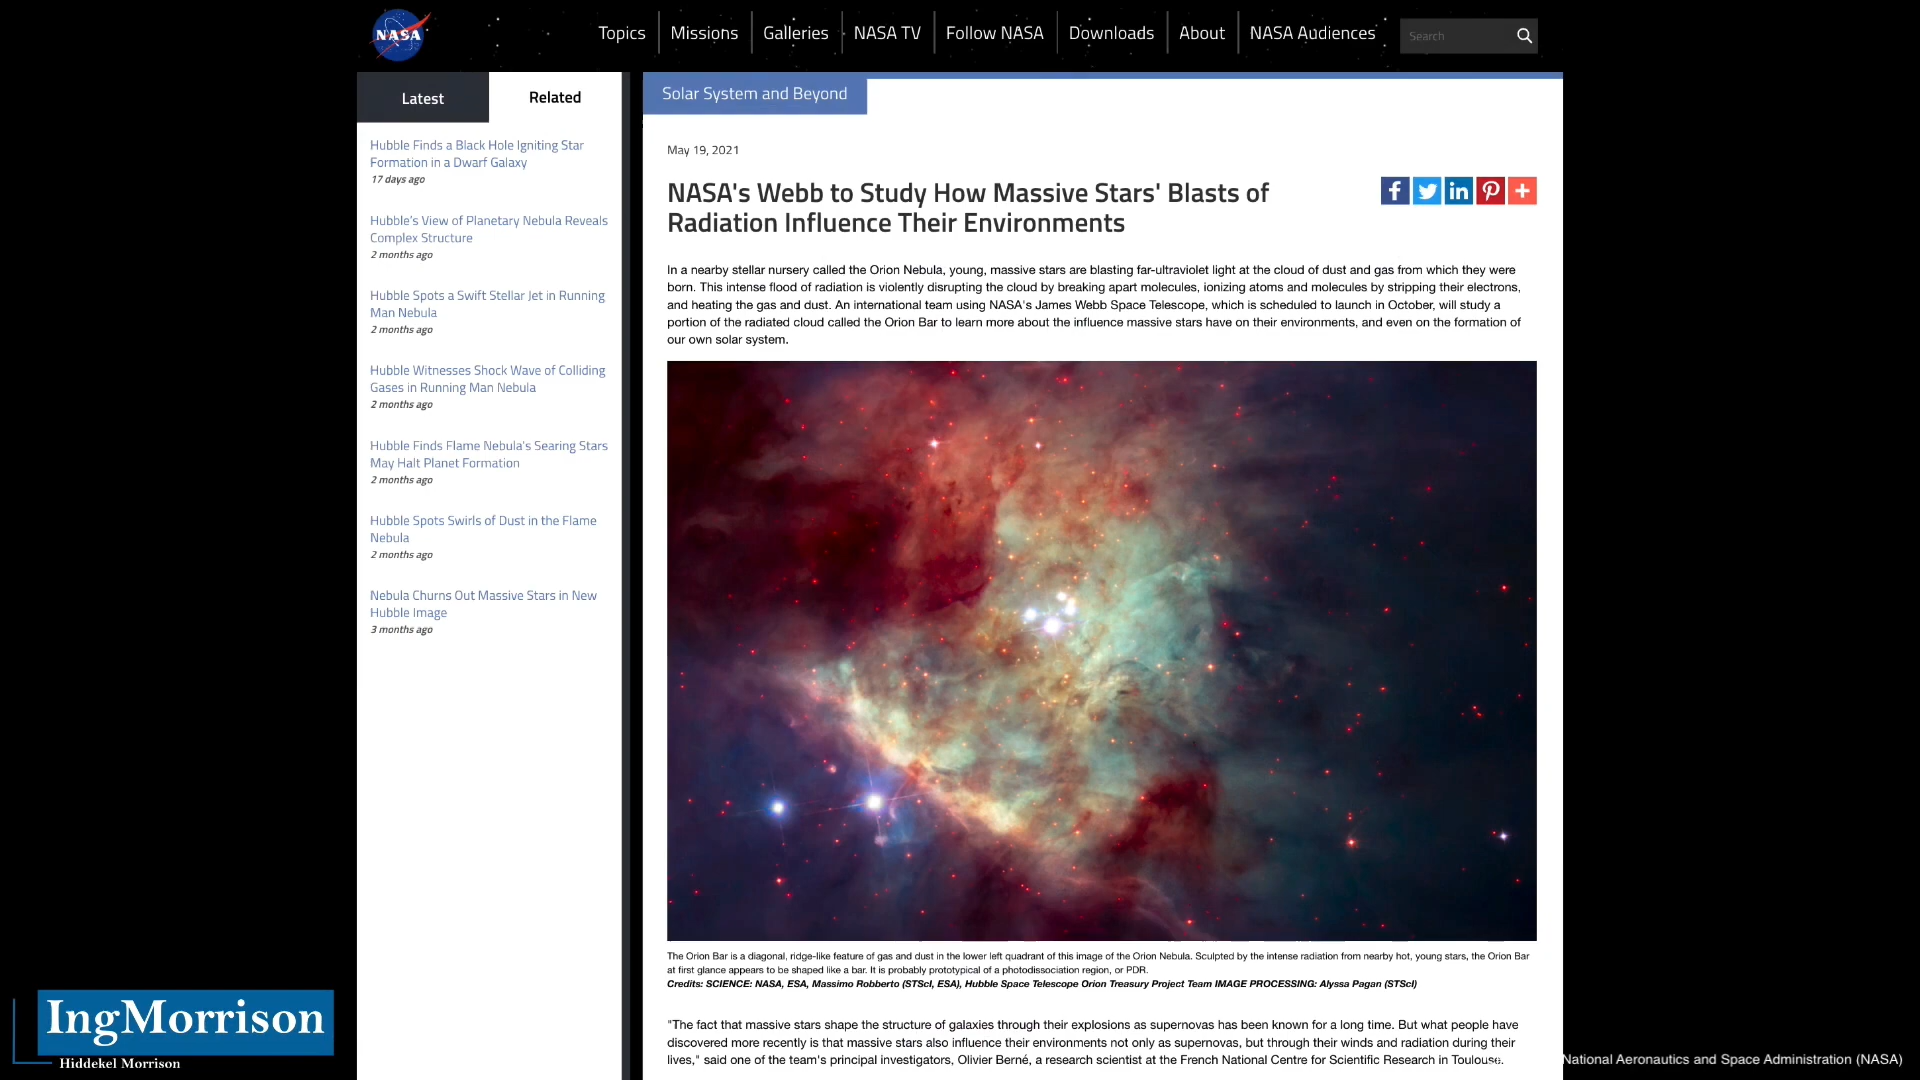 NASA
Topics
Missions
Galleries
NASA TV
Follow NASA
Downloads
About
NASA Audiences
Search
Latest
Related
Hubble Finds a Black Hole Igniting Star
Formation in a Dwarf Galaxy
17 days ago
Hubble's View of Planetary Nebula Reveals
Complex Structure
2 months ago
Hubble Spots a Swift Stellar Jet in Running
Man Nebula
2 months ago
Hubble Witnesses Shock Wave of Colliding
Gases in Running Man Nebula
2 months ago
Hubble Finds Flame Nebula's Searing Stars
May Halt Planet Formation
2 months ago
Hubble Spots Swirls of Dust in the Flame
Nebula
2 months ago
Nebula Churns Out Massive Stars in New
Hubble Image
3 months ago
Solar System and Beyond
May 19, 2021
NASA's Webb to Study How Massive Stars' Blasts of
Radiation Influence Their Environments
In a nearby stellar nursery called the Orion Nebula, young, massive stars are blasting far-ultraviolet light at the cloud of dust and gas from which they were
born. This intense flood of radiation is violently disrupting the cloud by breaking apart molecules, ionizing atoms and molecules by stripping their electrons,
and heating the gas and dust. An international team using NASA's James Webb Space Telescope, which is scheduled to launch in October, will study a
portion of the radiated cloud called the Orion Bar to learn more about the influence massive stars have on their environments, and even on the formation of
our own solar system.
The Orion Bar is a diagonal, ridge-like feature of gas and dust in the lower left quadrant of this image of the Orion Nebula. Sculpted by the intense radiation from nearby hot, young stars, the Orion Bar
at first glance appears to be shaped like a bar. It is probably prototypical of a photodissociation region, or PDR.
Credits: SCIENCE: NASA, ESA, Massimo Robberto (STScI, ESA), Hubble Space Telescope Orion Treasury Project Team IMAGE PROCESSING: Alyssa Pagan (STScI)
"The fact that massive stars shape the structure of galaxies through their explosions as supernovas has been known for a long time. But what people have
discovered more recently is that massive stars also influence their environments not only as supernovas, but through their winds and radiation during their
lives," said one of the team's principal investigators, Olivier Berné, a research scientist at the French National Centre for Scientific Research in Toulouse.
IngMorrison
Hiddekel Morrison
National Aeronautics and Space Administration (NASA)